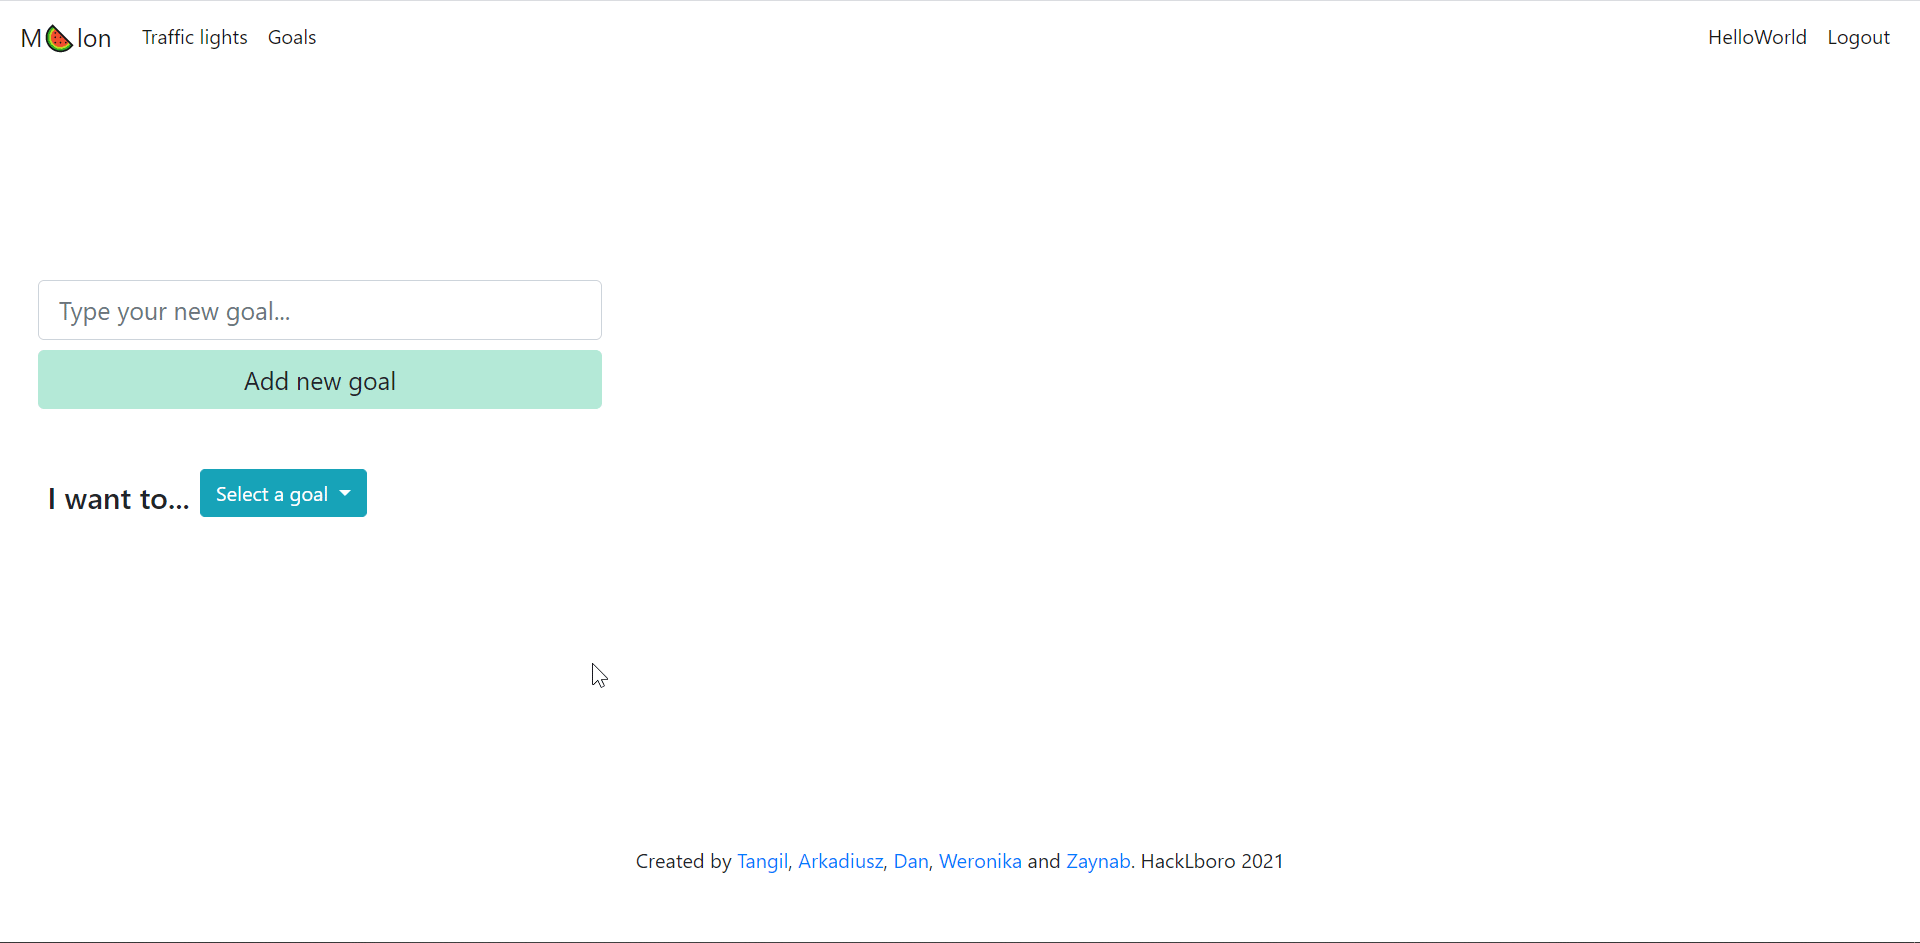 M🍉lon Traffic lights Goals HelloWorld Logout
Type your new goal...
Add new goal
I want to... Select a goal
Created by Tangil, Arkadiusz, Dan, Weronika and Zaynab. HackLboro 2021